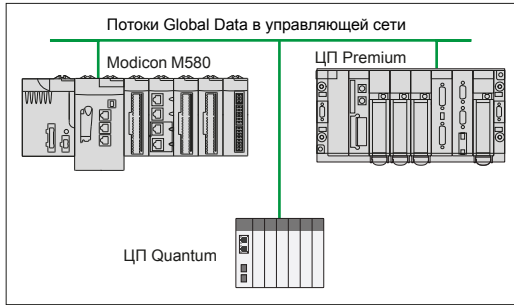 Потоки Global Data в управляющей сети
Modicon M580
ЦП Premium
ЦП Quantum